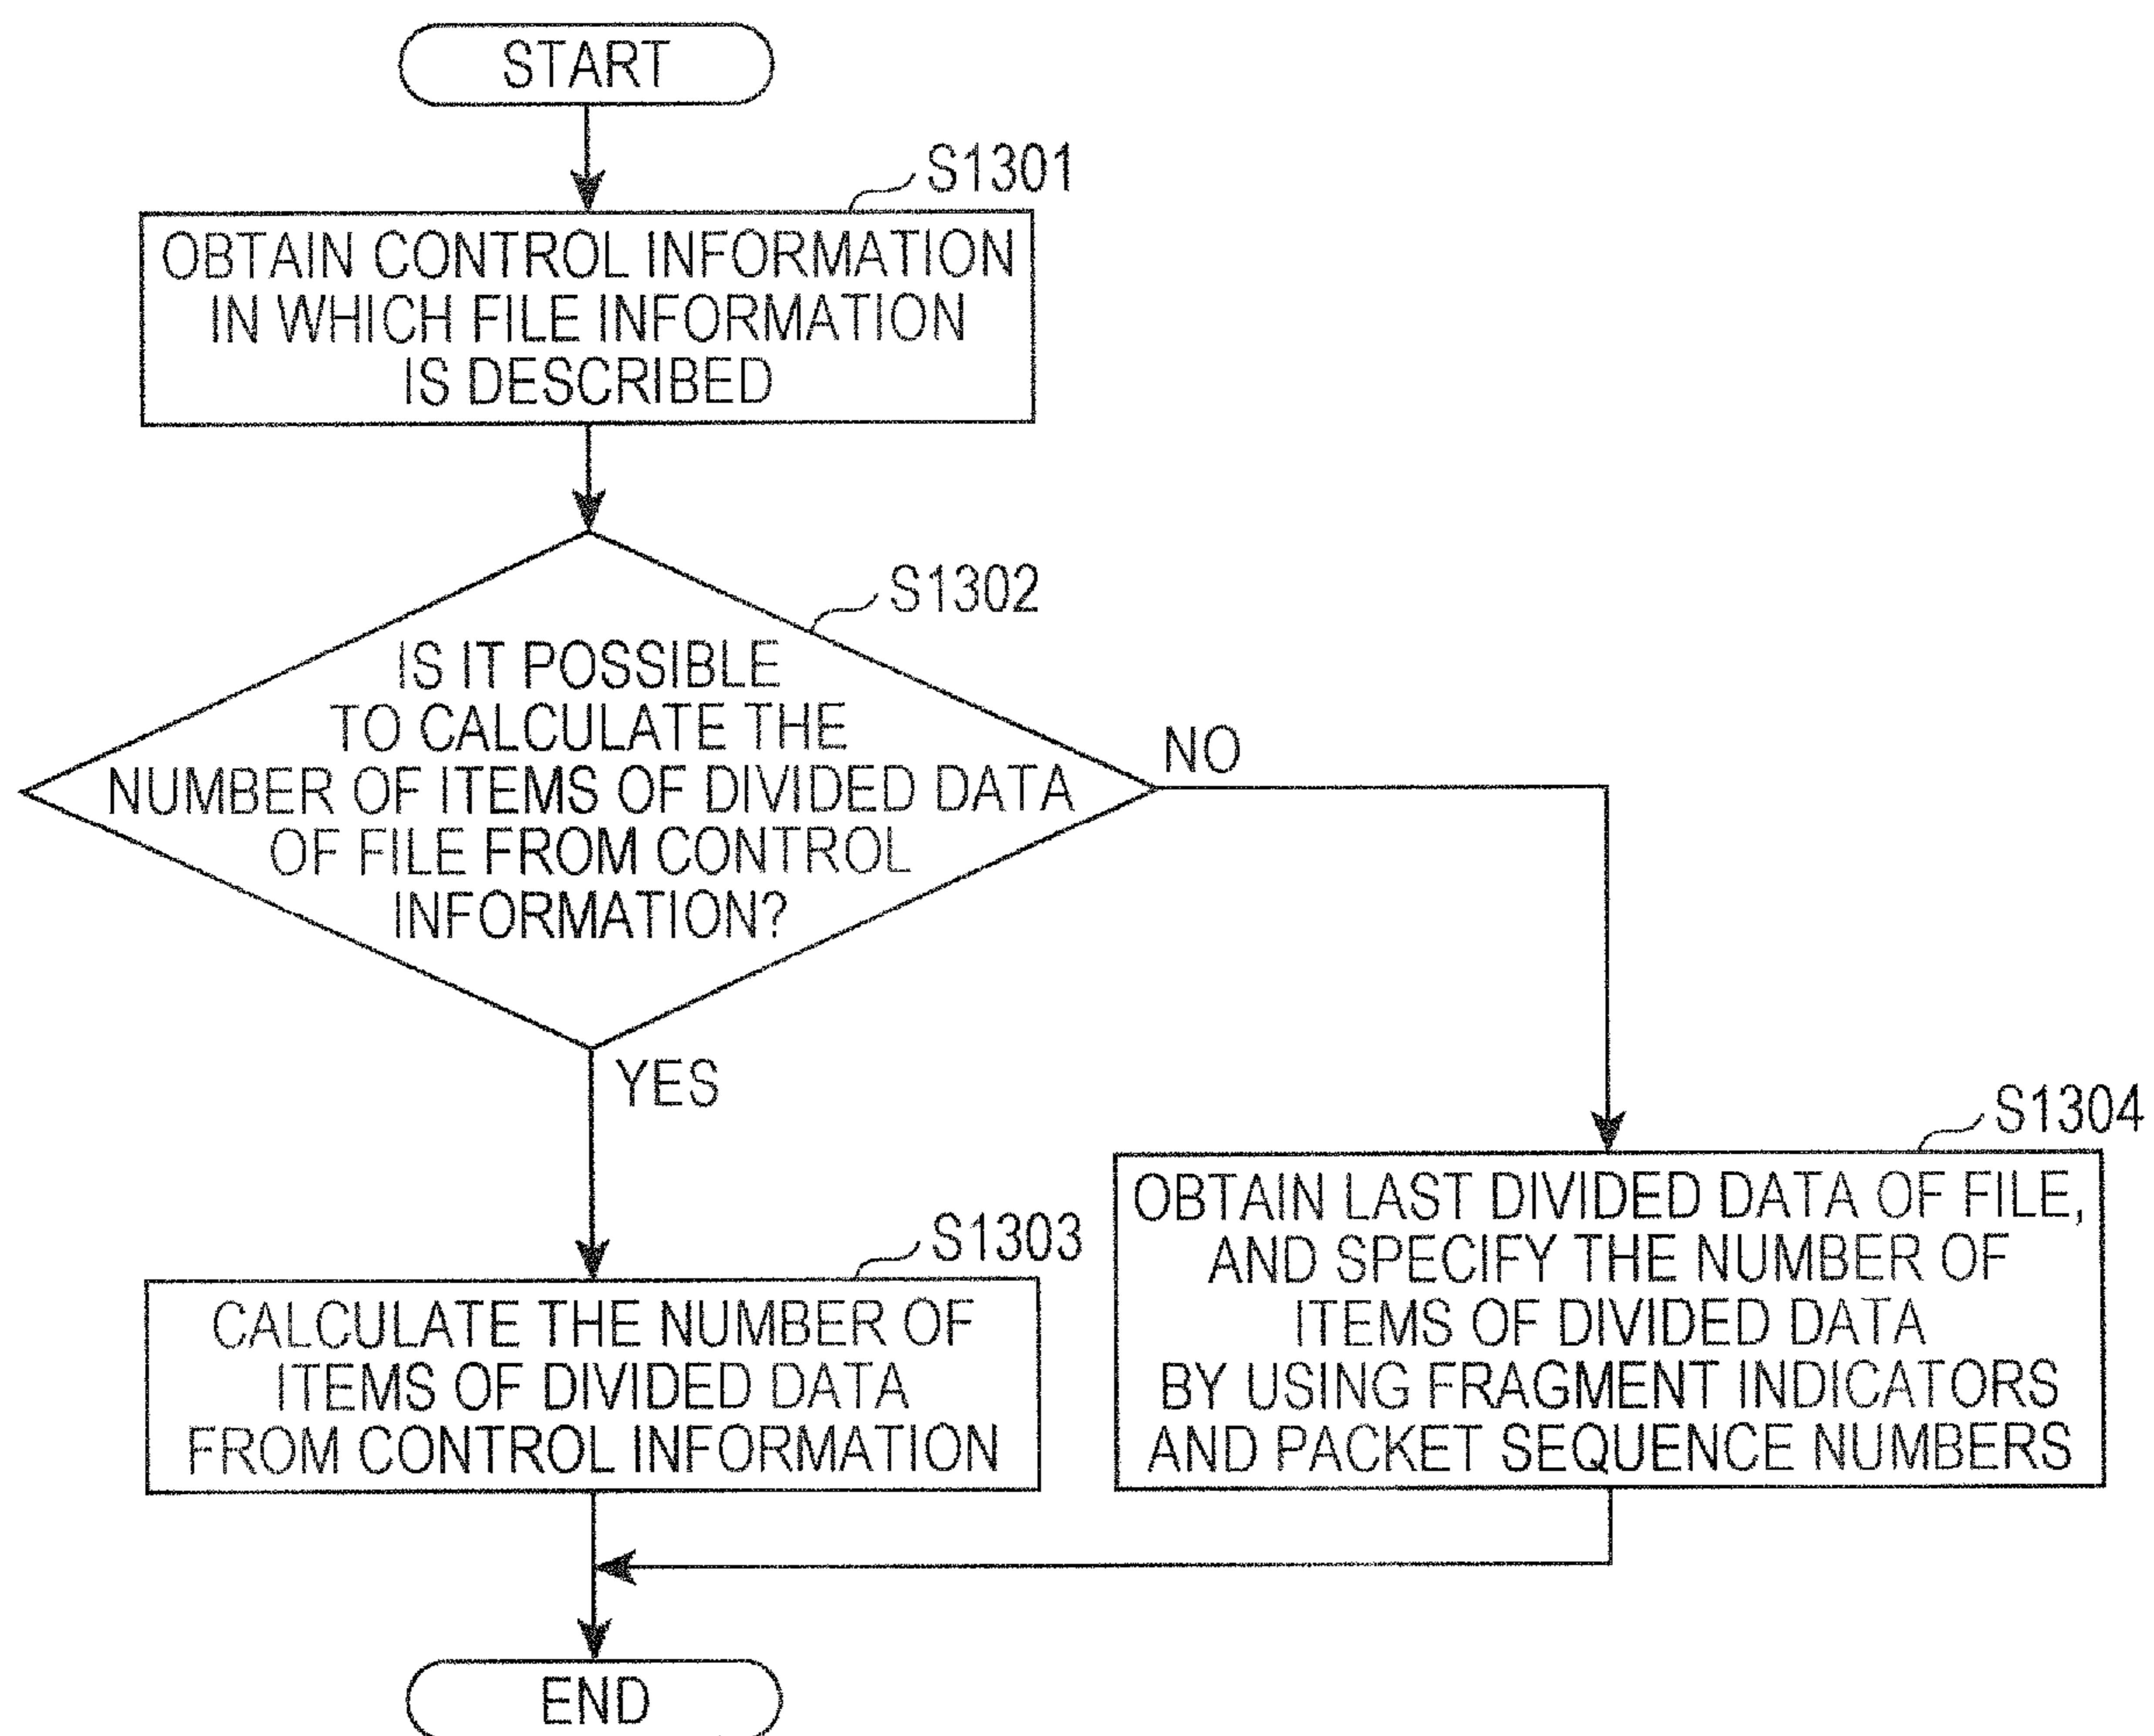 START
S1301
OBTAIN CONTROL INFORMATION
IN WHICH FILE INFORMATION
IS DESCRIBED
S1302
IS IT POSSIBLE
TO CALCULATE THE
NUMBER OF ITEMS OF DIVIDED DATA
OF FILE FROM CONTROL
INFORMATION?
NO
YES
S1303
CALCULATE THE NUMBER OF
ITEMS OF DIVIDED DATA
FROM CONTROL INFORMATION
S1304
OBTAIN LAST DIVIDED DATA OF FILE,
AND SPECIFY THE NUMBER OF
ITEMS OF DIVIDED DATA
BY USING FRAGMENT INDICATORS
AND PACKET SEQUENCE NUMBERS
END